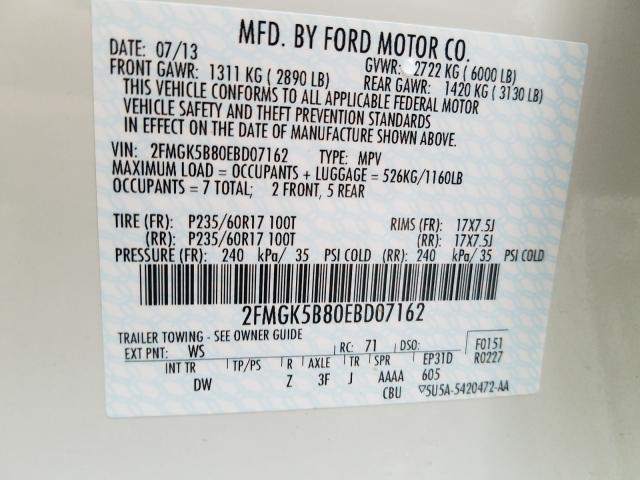 MFD. BY FORD MOTOR CO.
DATE: 07/13 GVWR: 2722 KG ( 6000 LB)
FRONT GAWR: 1311 KG ( 2890 LB) REAR GAWR: 1420 KG ( 3130 LB)
THIS VEHICLE CONFORMS TO ALL APPLICABLE FEDERAL MOTOR
VEHICLE SAFETY AND THEFT PREVENTION STANDARDS
IN EFFECT ON THE DATE OF MANUFACTURE SHOWN ABOVE.
VIN: 2FMGK5B80EBD07162 TYPE: MPV
MAXIMUM LOAD = OCCUPANTS + LUGGAGE = 526KG/1160LB
OCCUPANTS = 7 TOTAL; 2 FRONT, 5 REAR
TIRE (FR): P235/60R17 100T RIMS (FR): 17X7.5J
(RR): P235/60R17 100T (RR): 17X7.5J
PRESSURE (FR): 240 kPa/ 35 PSI COLD (RR): 240 kPa/ 35 PSI COLD
2FMGK5B80EBD07162
TRAILER TOWING - SEE OWNER GUIDE
EXT PNT: WS RC: 71 DSO: F0151
INT TR TP/PS R AXLE TR SPR EP31D R0227
DW Z 3F J AAAA 605
CBU 5U5A-5420472-AA